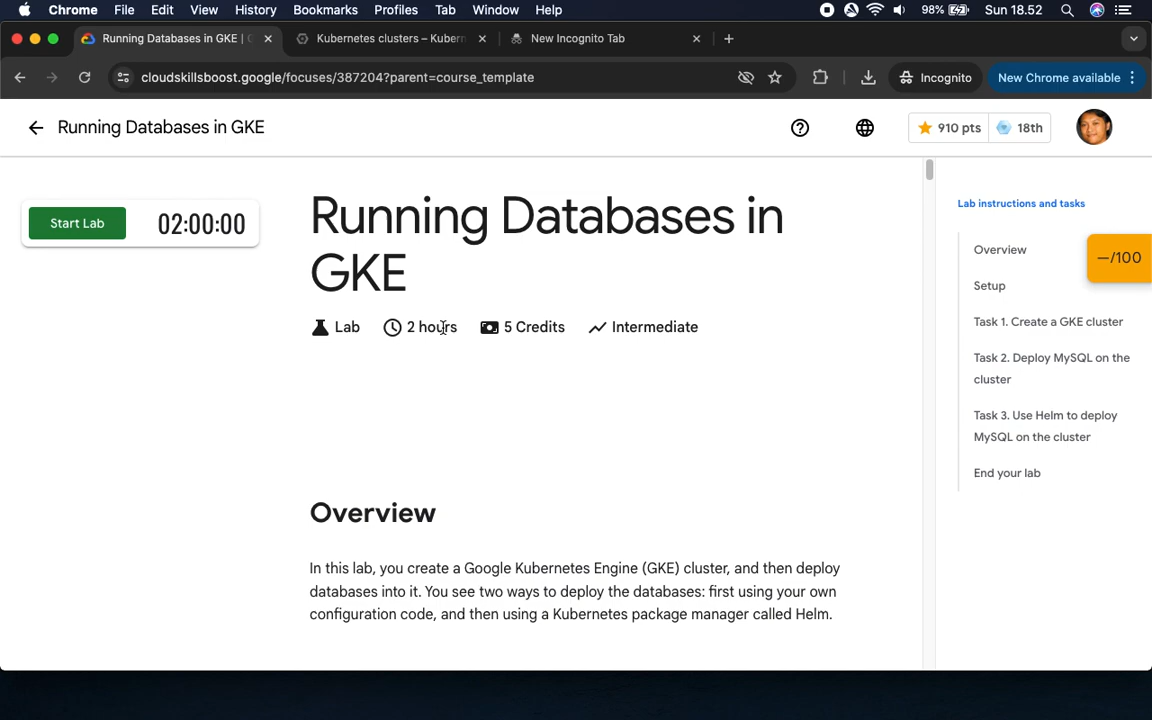 Chrome File Edit View History Bookmarks Profiles Tab Window Help 98% Sun 18.52
Running Databases in GKE | Kubernetes clusters – Kubern New Incognito Tab
cloudskillsboost.google/focuses/387204?parent=course_template Incognito New Chrome available
Running Databases in GKE 910 pts 18th
Start Lab 02:00:00
Running Databases in
GKE
Lab 2 hours 5 Credits Intermediate
Overview
In this lab, you create a Google Kubernetes Engine (GKE) cluster, and then deploy
databases into it. You see two ways to deploy the databases: first using your own
configuration code, and then using a Kubernetes package manager called Helm.
Lab instructions and tasks
Overview
–/100
Setup
Task 1. Create a GKE cluster
Task 2. Deploy MySQL on the
cluster
Task 3. Use Helm to deploy
MySQL on the cluster
End your lab